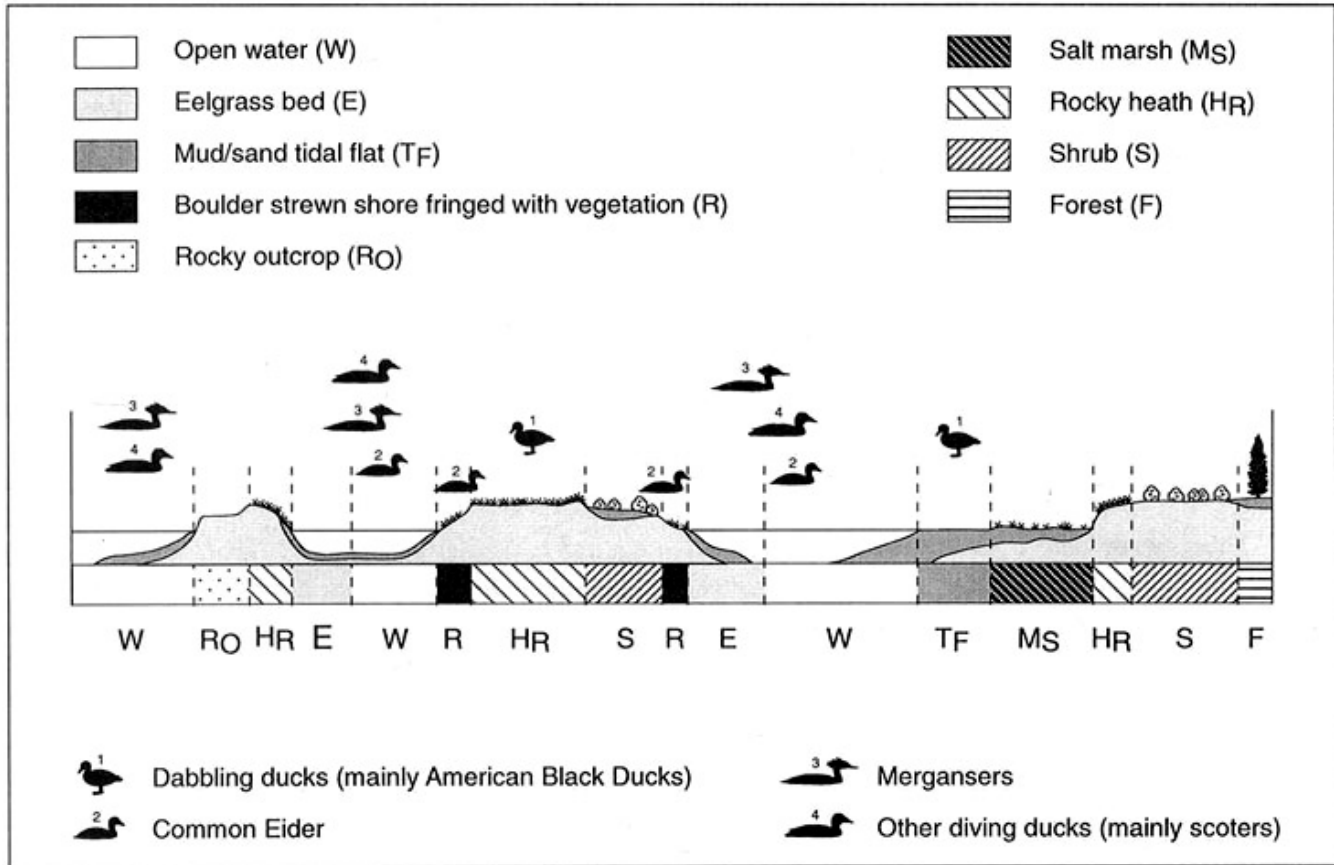 Open water (W)
Eelgrass bed (E)
Mud/sand tidal flat (TF)
Boulder strewn shore fringed with vegetation (R)
Rocky outcrop (RO)
Salt marsh (MS)
Rocky heath (HR)
Shrub (S)
Forest (F)
4
3
3
1
3
4
1
4
2
2
2
2
W RO HR E W R HR S R E W TF MS HR S F
1 Dabbling ducks (mainly American Black Ducks)
2 Common Eider
3 Mergansers
4 Other diving ducks (mainly scoters)